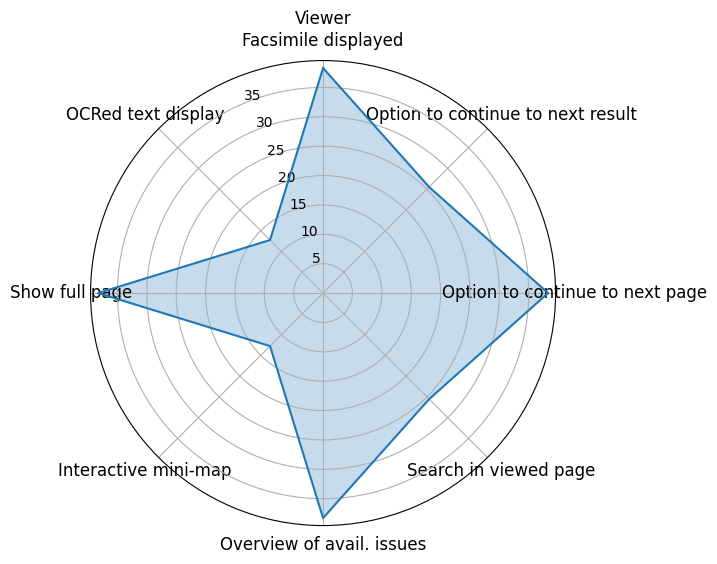 Viewer
Facsimile displayed
OCRed text display
Option to continue to next result
35
30
25
20
15
10
5
Show full page
Option to continue to next page
Interactive mini-map
Search in viewed page
Overview of avail. issues